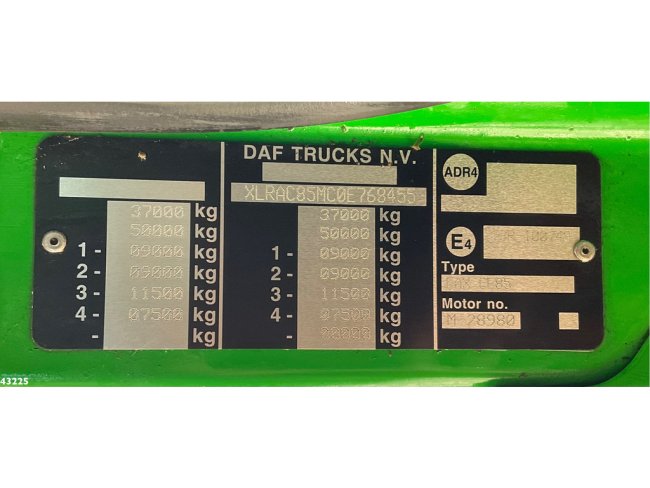 DAF TRUCKS N.V.
XLRAC85MC0E768455
37000 kg
50000 kg
1 - 09000 kg
2 - 09000 kg
3 - 11500 kg
4 - 07500 kg
- kg
37000 kg
50000 kg
1 - 09000 kg
2 - 09000 kg
3 - 11500 kg
4 - 07500 kg
- 00000 kg
ADR4
E4
Type
Motor no.
M 28980
43225